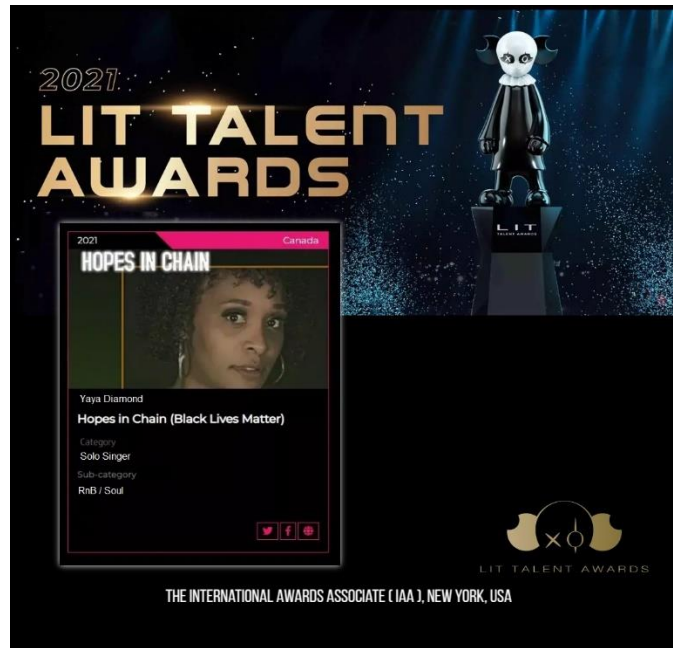 2021
LIT TALENT
AWARDS
LIT
TALENT AWARDS
2021
Canada
HOPES IN CHAIN
Yaya Diamond
Hopes in Chain (Black Lives Matter)
Category
Solo Singer
Sub-category
RnB / Soul
LIT TALENT AWARDS
THE INTERNATIONAL AWARDS ASSOCIATE ( IAA ), NEW YORK, USA